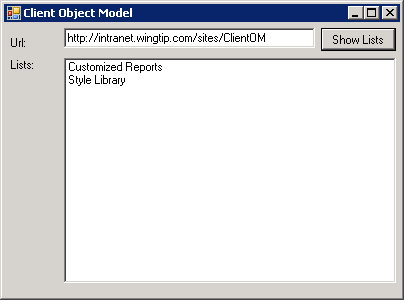 Client Object Model
Url: http://intranet.wingtip.com/sites/ClientOM Show Lists
Lists: Customized Reports
Style Library